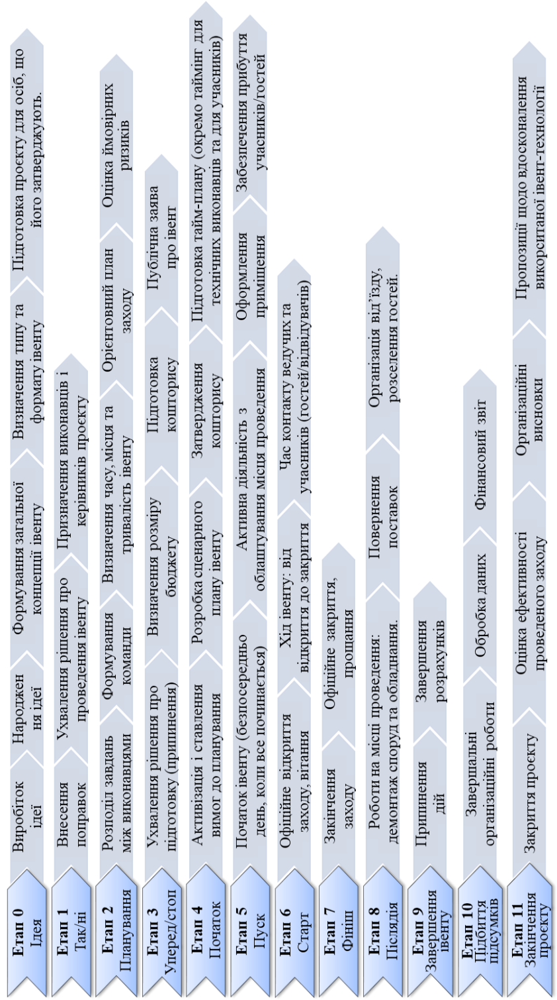 Етап 0
Ідея
Виробіток
ідеї
Народжен
ня ідеї
Формування загальної
концепції івенту
Визначення типу та
формату івенту
Підготовка проєкту для осіб, що
його затверджують.
Етап 1
Так/ні
Внесення
поправок
Ухвалення рішення про
проведення івенту
Призначення виконавців і
керівників проєкту
Етап 2
Планування
Розподіл завдань
між виконавцями
Формування
команди
Визначення часу, місця та
тривалість івенту
Орієнтовний план
заходу
Оцінка ймовірних
ризиків
Етап 3
Уперед/стоп
Ухвалення рішення про
підготовку (припинення)
Визначення розміру
бюджету
Підготовка
кошторису
Публічна заява
про івент
Етап 4
Початок
Активізація і ставлення
вимог до планування
Розробка сценарного
плану івенту
Затвердження
кошторису
Підготовка тайм-плану (окремо таймінг для
технічних виконавців та для учасників)
Етап 5
Пуск
Початок івенту (безпосередньо
день, коли все починається)
Активна діяльність з
облаштування місця проведення
Оформлення
приміщення
Забезпечення прибуття
учасників/гостей
Етап 6
Старт
Офіційне відкриття
заходу, вітання
Хід івенту: від
відкриття до закриття
Час контакту ведучих та
учасників (гостей/відвідувачів)
Етап 7
Фініш
Закінчення
заходу
Офіційне закриття,
прощання
Етап 8
Післядія
Роботи на місці проведення:
демонтаж споруд та обладнання.
Повернення
поставок
Організація від’їзду,
розселення гостей.
Етап 9
Завершення
івенту
Припинення
дій
Завершення
розрахунків
Етап 10
Підбиття
підсумків
Завершальні
організаційні роботи
Обробка даних
Фінансовий звіт
Етап 11
Закінчення
проєкту
Закриття проєкту
Оцінка ефективності
проведеного заходу
Організаційні
висновки
Пропозиції щодо вдосконалення
викорситаної івент-технології